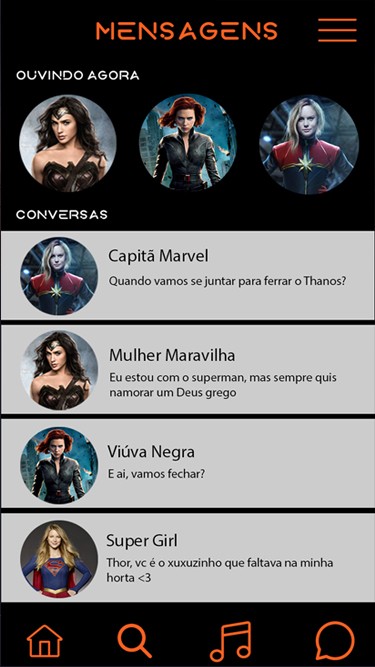 MENSAGENS
OUVINDO AGORA
CONVERSAS
Capitã Marvel
Quando vamos se juntar para ferrar o Thanos?
Mulher Maravilha
Eu estou com o superman, mas sempre quis
namorar um Deus grego
Viúva Negra
E ai, vamos fechar?
Super Girl
Thor, vc é o xuxuzinho que faltava na minha
horta <3